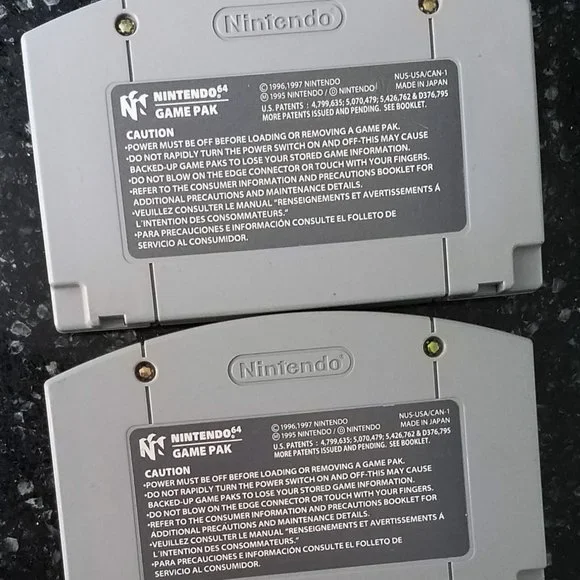 Nintendo
NINTENDO64
GAME PAK
©1996,1997 NINTENDO
Ⓜ 1995 NINTENDO / Ⓓ NINTENDO
NUS-USA/CAN-1
MADE IN JAPAN
U.S. PATENTS : 4,799,635; 5,070,479; 5,426,762 & D376,795
MORE PATENTS ISSUED AND PENDING. SEE BOOKLET.
CAUTION
•POWER MUST BE OFF BEFORE LOADING OR REMOVING A GAME PAK.
•DO NOT RAPIDLY TURN THE POWER SWITCH ON AND OFF-THIS MAY CAUSE
BACKED-UP GAME PAKS TO LOSE YOUR STORED GAME INFORMATION.
•DO NOT BLOW ON THE EDGE CONNECTOR OR TOUCH WITH YOUR FINGERS.
•REFER TO THE CONSUMER INFORMATION AND PRECAUTIONS BOOKLET FOR
ADDITIONAL PRECAUTIONS AND MAINTENANCE DETAILS.
•VEUILLEZ CONSULTER LE MANUAL "RENSEIGNEMENTS ET AVERTISSEMENTS Á
L'INTENTION DES CONSOMMATEURS."
•PARA PRECAUCIONES E INFORMACIÓN CONSULTE EL FOLLETO DE
SERVICIO AL CONSUMIDOR.
Nintendo
NINTENDO64
GAME PAK
©1996,1997 NINTENDO
Ⓜ 1995 NINTENDO / Ⓓ NINTENDO
NUS-USA/CAN-1
MADE IN JAPAN
U.S. PATENTS : 4,799,635; 5,070,479; 5,426,762 & D376,795
MORE PATENTS ISSUED AND PENDING. SEE BOOKLET.
CAUTION
•POWER MUST BE OFF BEFORE LOADING OR REMOVING A GAME PAK.
•DO NOT RAPIDLY TURN THE POWER SWITCH ON AND OFF-THIS MAY CAUSE
BACKED-UP GAME PAKS TO LOSE YOUR STORED GAME INFORMATION.
•DO NOT BLOW ON THE EDGE CONNECTOR OR TOUCH WITH YOUR FINGERS.
•REFER TO THE CONSUMER INFORMATION AND PRECAUTIONS BOOKLET FOR
ADDITIONAL PRECAUTIONS AND MAINTENANCE DETAILS.
•VEUILLEZ CONSULTER LE MANUAL "RENSEIGNEMENTS ET AVERTISSEMENTS Á
L'INTENTION DES CONSOMMATEURS."
•PARA PRECAUCIONES E INFORMACIÓN CONSULTE EL FOLLETO DE
SERVICIO AL CONSUMIDOR.